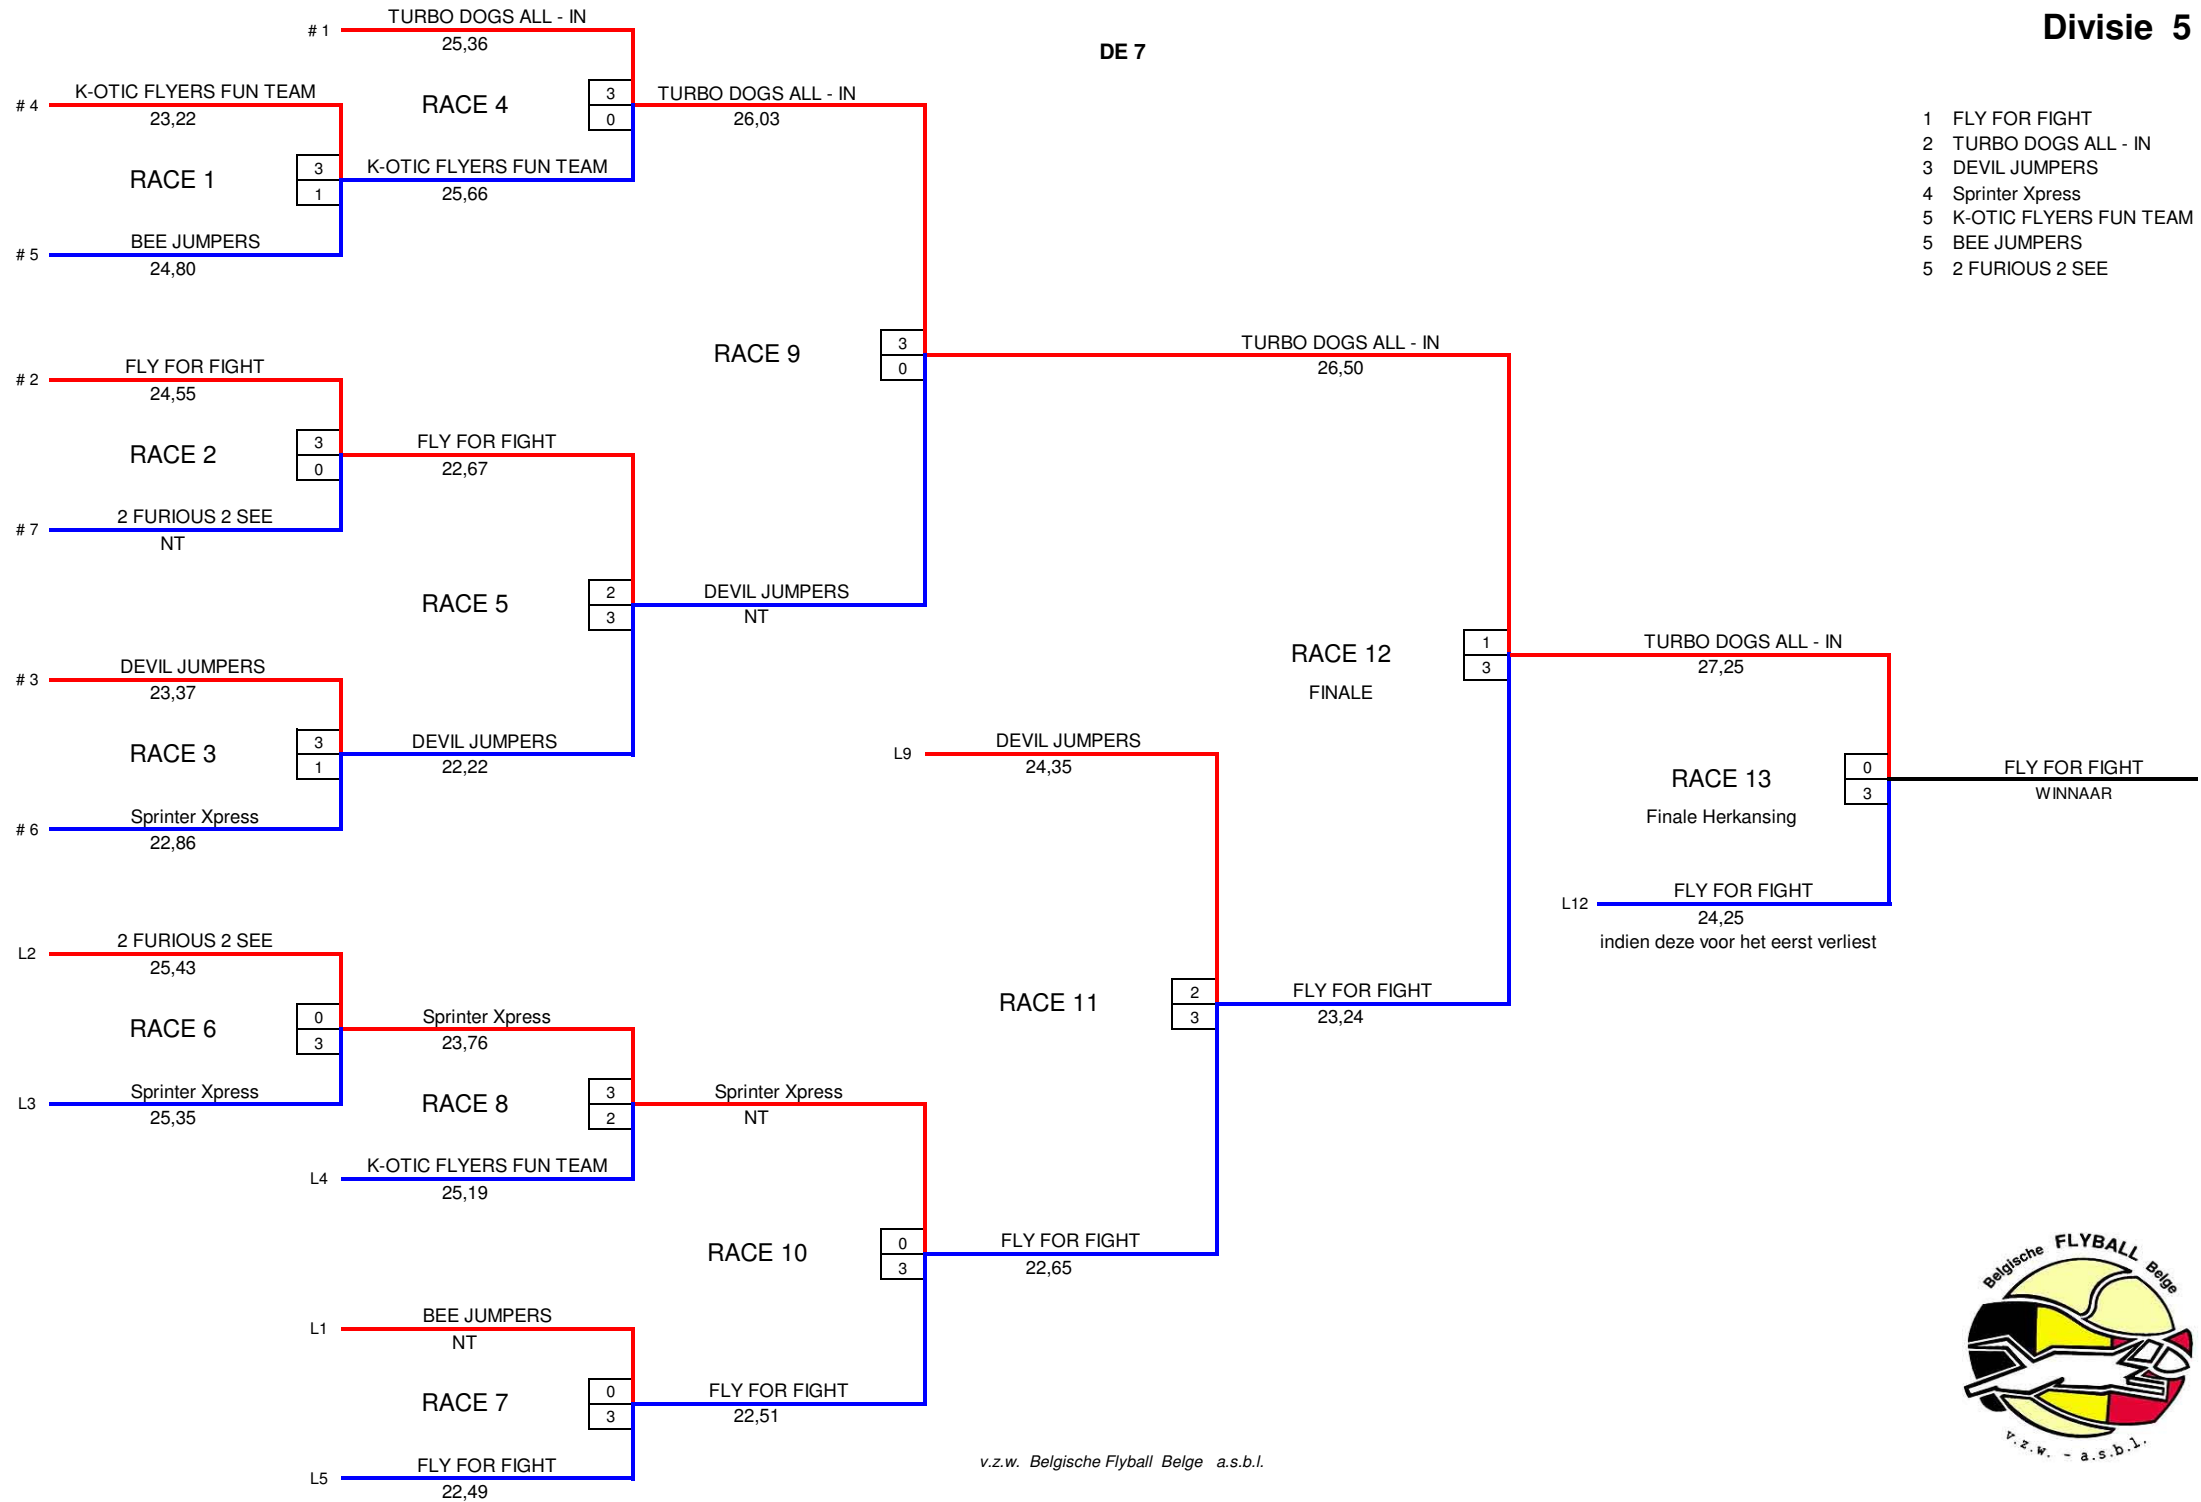 Divisie 5
DE 7
1 FLY FOR FIGHT
2 TURBO DOGS ALL - IN
3 DEVIL JUMPERS
4 Sprinter Xpress
5 K-OTIC FLYERS FUN TEAM
5 BEE JUMPERS
5 2 FURIOUS 2 SEE
# 1 TURBO DOGS ALL - IN
25,36
# 4 K-OTIC FLYERS FUN TEAM
23,22
RACE 4
3
0
TURBO DOGS ALL - IN
26,03
RACE 1
3
1
K-OTIC FLYERS FUN TEAM
25,66
# 5 BEE JUMPERS
24,80
RACE 9
3
0
TURBO DOGS ALL - IN
26,50
# 2 FLY FOR FIGHT
24,55
RACE 2
3
0
FLY FOR FIGHT
22,67
# 7 2 FURIOUS 2 SEE
NT
RACE 5
2
3
DEVIL JUMPERS
NT
# 3 DEVIL JUMPERS
23,37
RACE 3
3
1
DEVIL JUMPERS
22,22
# 6 Sprinter Xpress
22,86
RACE 12
FINALE
1
3
TURBO DOGS ALL - IN
27,25
L9 DEVIL JUMPERS
24,35
RACE 13
Finale Herkansing
0
3
FLY FOR FIGHT
WINNAAR
L12 FLY FOR FIGHT
24,25
indien deze voor het eerst verliest
L2 2 FURIOUS 2 SEE
25,43
RACE 6
0
3
Sprinter Xpress
23,76
L3 Sprinter Xpress
25,35
RACE 11
2
3
FLY FOR FIGHT
23,24
RACE 8
3
2
Sprinter Xpress
NT
L4 K-OTIC FLYERS FUN TEAM
25,19
RACE 10
0
3
FLY FOR FIGHT
22,65
L1 BEE JUMPERS
NT
RACE 7
0
3
FLY FOR FIGHT
22,51
L5 FLY FOR FIGHT
22,49
v.z.w. Belgische Flyball Belge a.s.b.l.
Belgische FLYBALL Belge
v.z.w. - a.s.b.l.